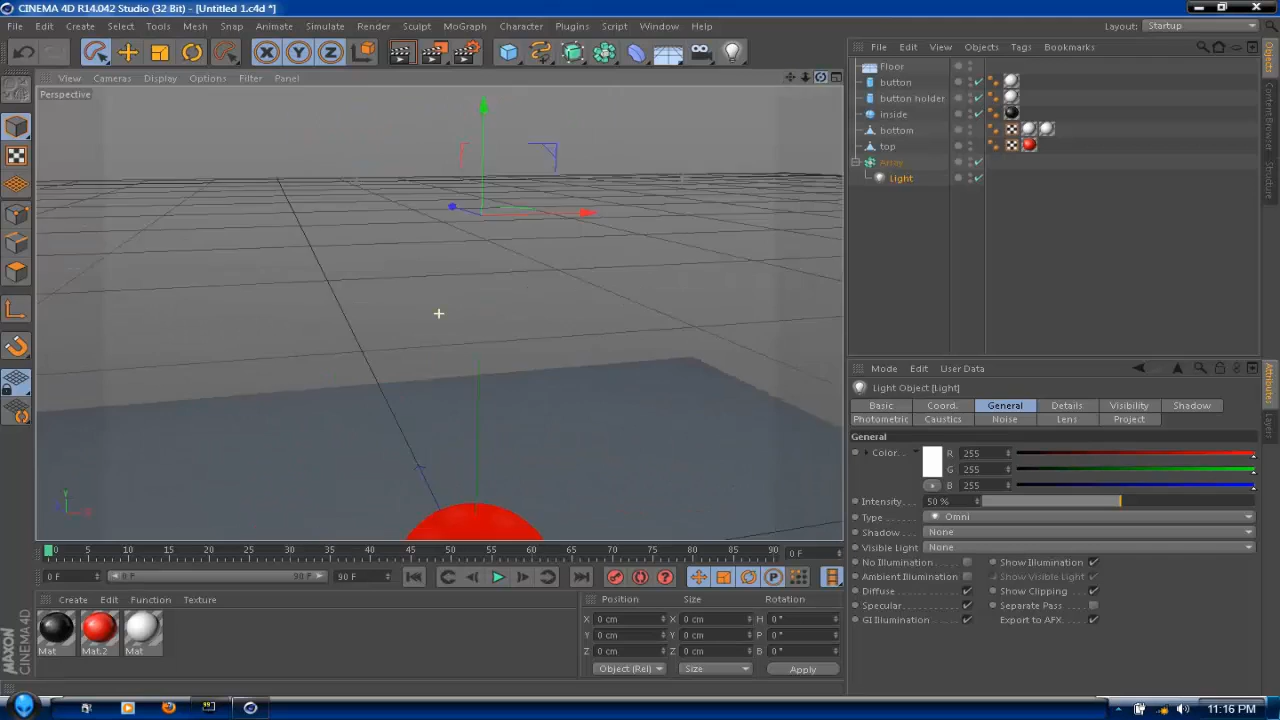 CINEMA 4D R14.042 Studio (32 Bit) - [Untitled 1.c4d *]
File Edit Create Select Tools Mesh Snap Animate Simulate Render Sculpt MoGraph Character Plugins Script Window Help
Layout: Startup
X Y Z
View Cameras Display Options Filter Panel
Perspective
Y
File Edit View Objects Tags Bookmarks
Floor
button
button holder
inside
bottom
top
Array
Light
Objects
Content Browser
Structure
Mode Edit User Data
Light Object [Light]
Basic Coord. General Details Visibility Shadow
Photometric Caustics Noise Lens Project
General
Color... R 255
G 255
B 255
Intensity... 50 %
Type... Omni
Shadow... None
Visible Light... None
No Illumination... Show Illumination
Ambient Illumination Show Visible Light
Diffuse... Show Clipping...
Specular... Separate Pass...
GI Illumination... Export to AFX...
Attributes
Layers
0 5 10 15 20 25 30 35 40 45 50 55 60 65 70 75 80 85 90 0 F
0 F 0 F 90 F 90 F
P
Create Edit Function Texture
Mat Mat.2 Mat
Position Size Rotation
X 0 cm X 0 cm H 0 °
Y 0 cm Y 0 cm P 0 °
Z 0 cm Z 0 cm B 0 °
Object (Rel) Size Apply
MAXON
CINEMA 4D
11:16 PM